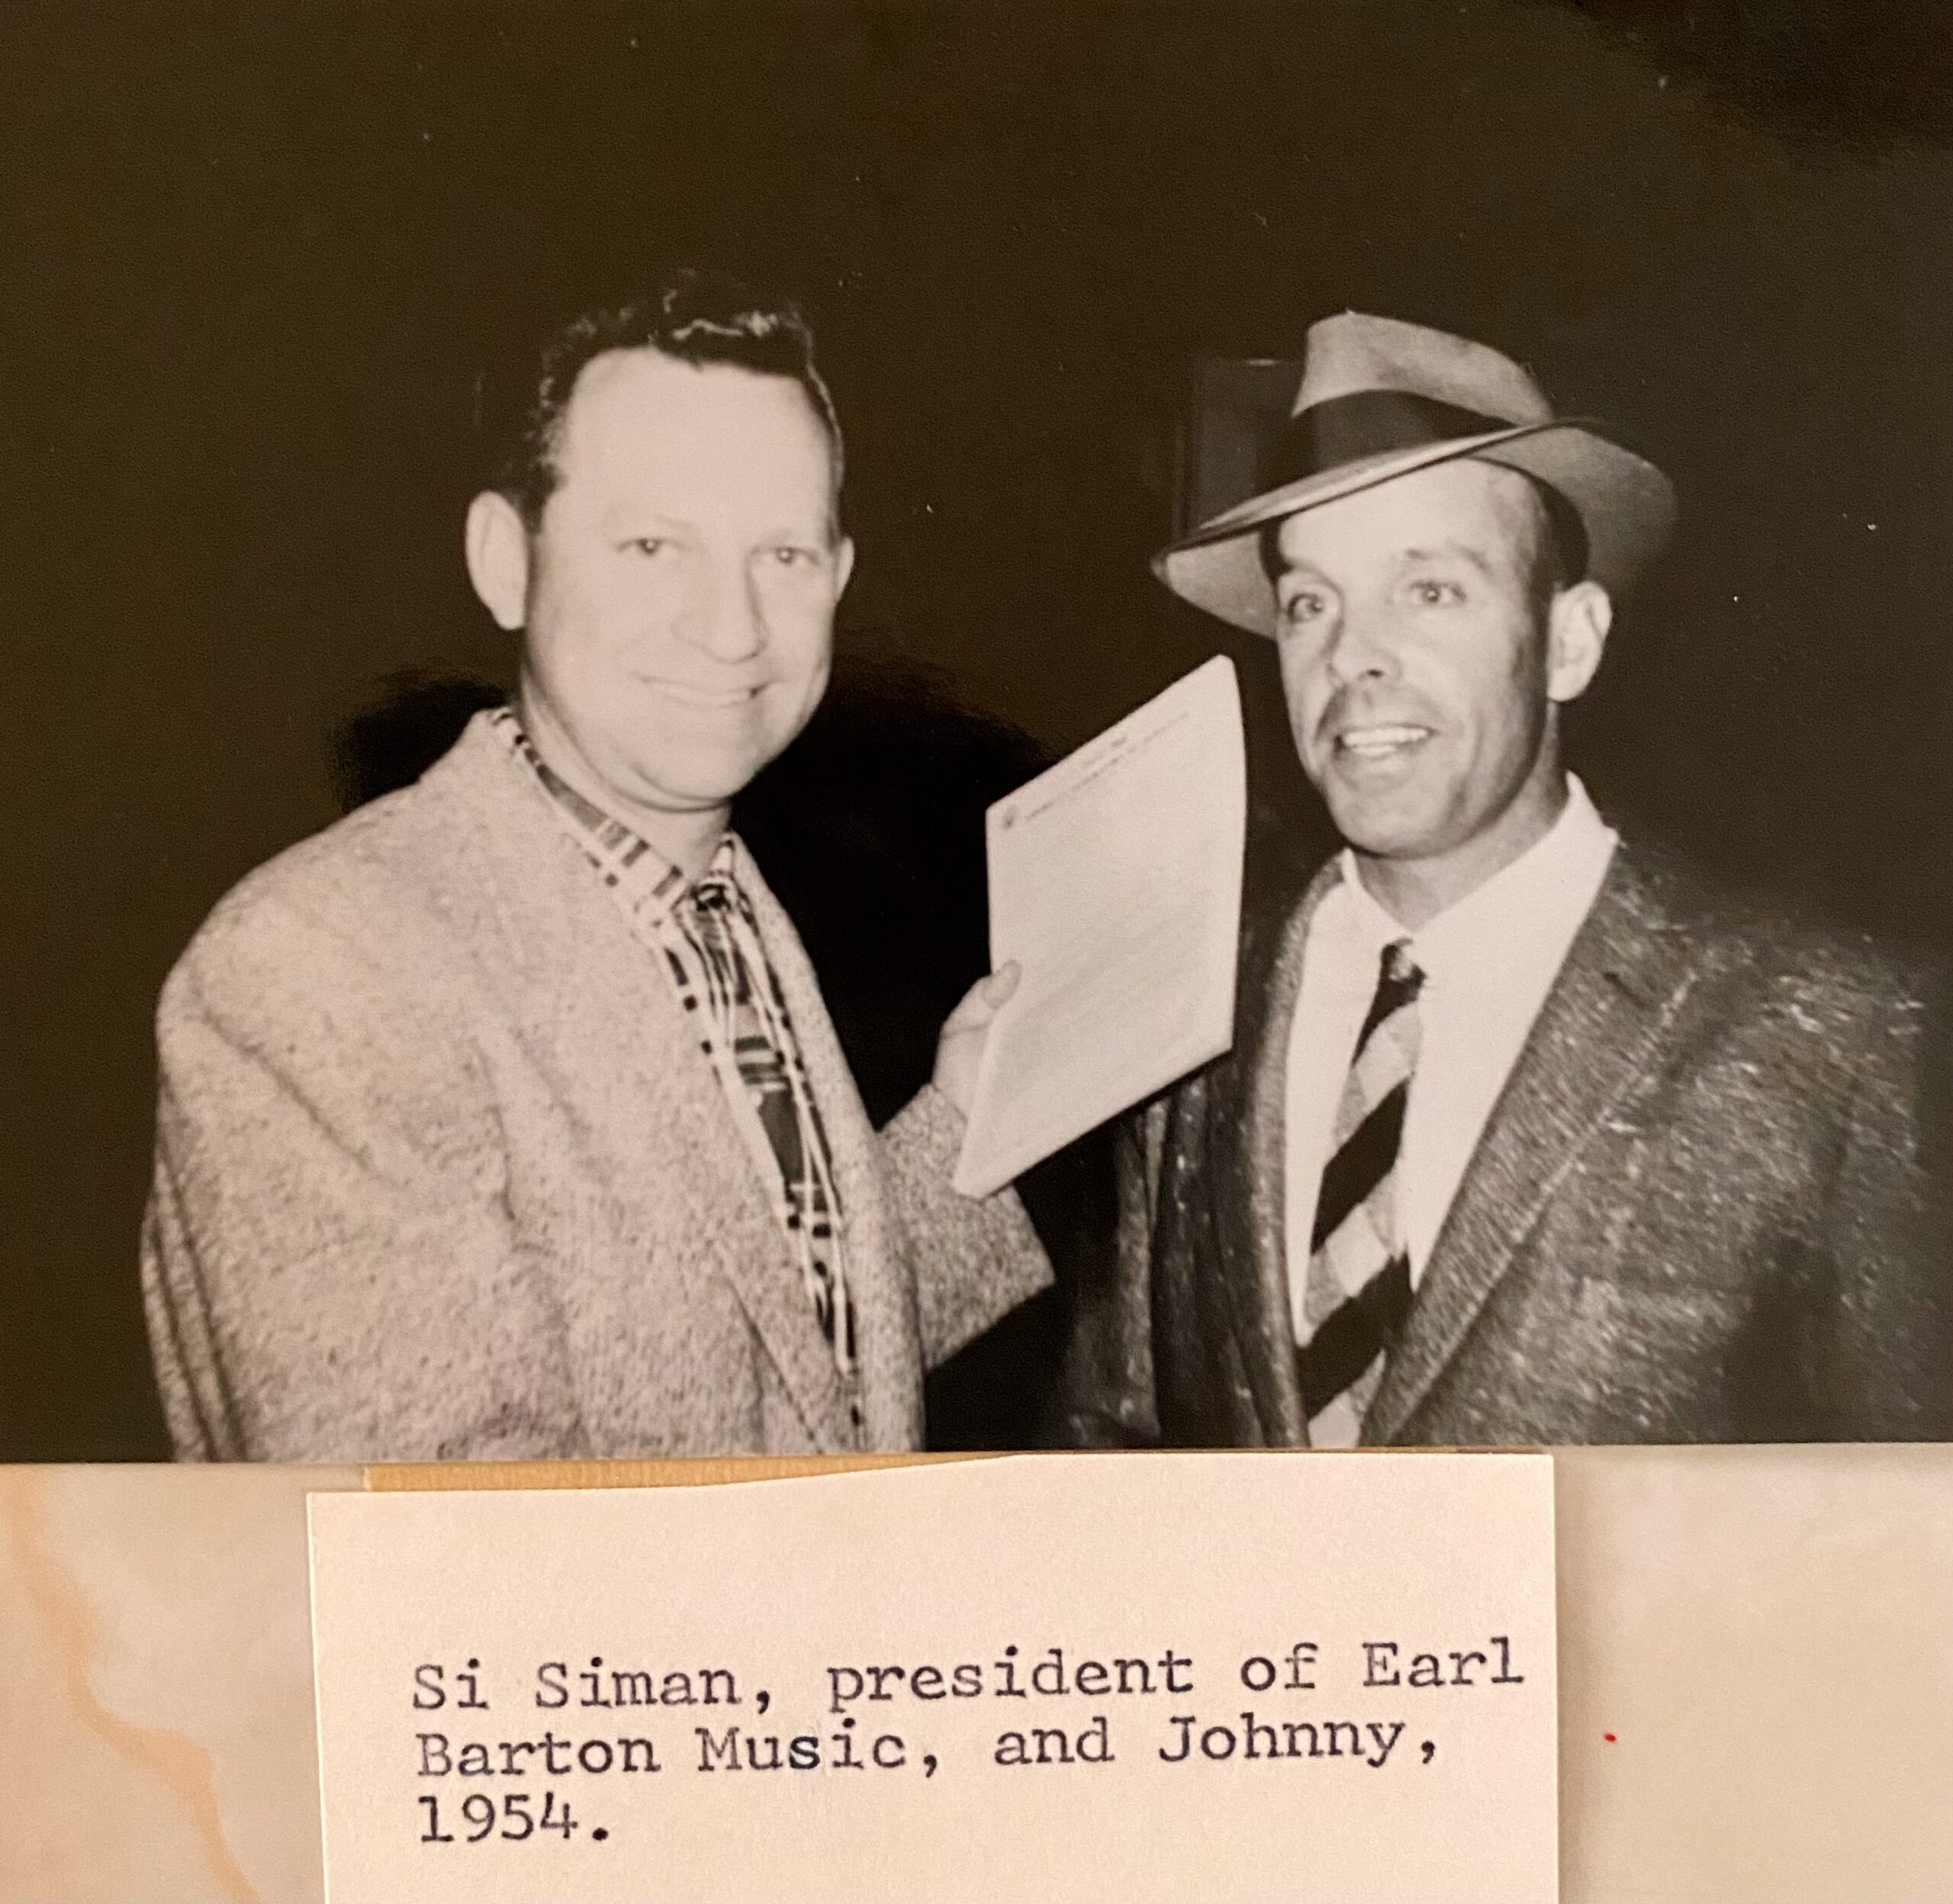 Si Siman, president of Earl
Barton Music, and Johnny,
1954.